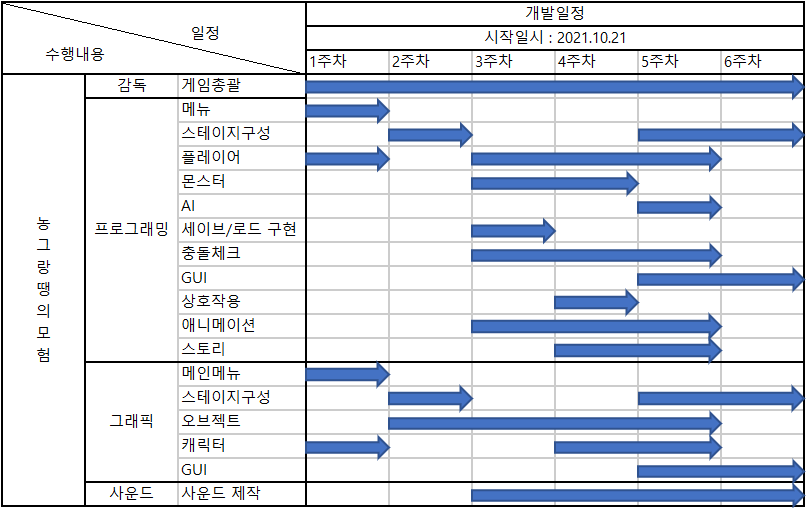 개발일정
일정
시작일시 : 2021.10.21
수행내용
1주차 2주차 3주차 4주차 5주차 6주차
농그랑땡의모험
감독 게임총괄
프로그래밍
메뉴
스테이지구성
플레이어
몬스터
AI
세이브/로드 구현
충돌체크
GUI
상호작용
애니메이션
스토리
그래픽
메인메뉴
스테이지구성
오브젝트
캐릭터
GUI
사운드 사운드 제작